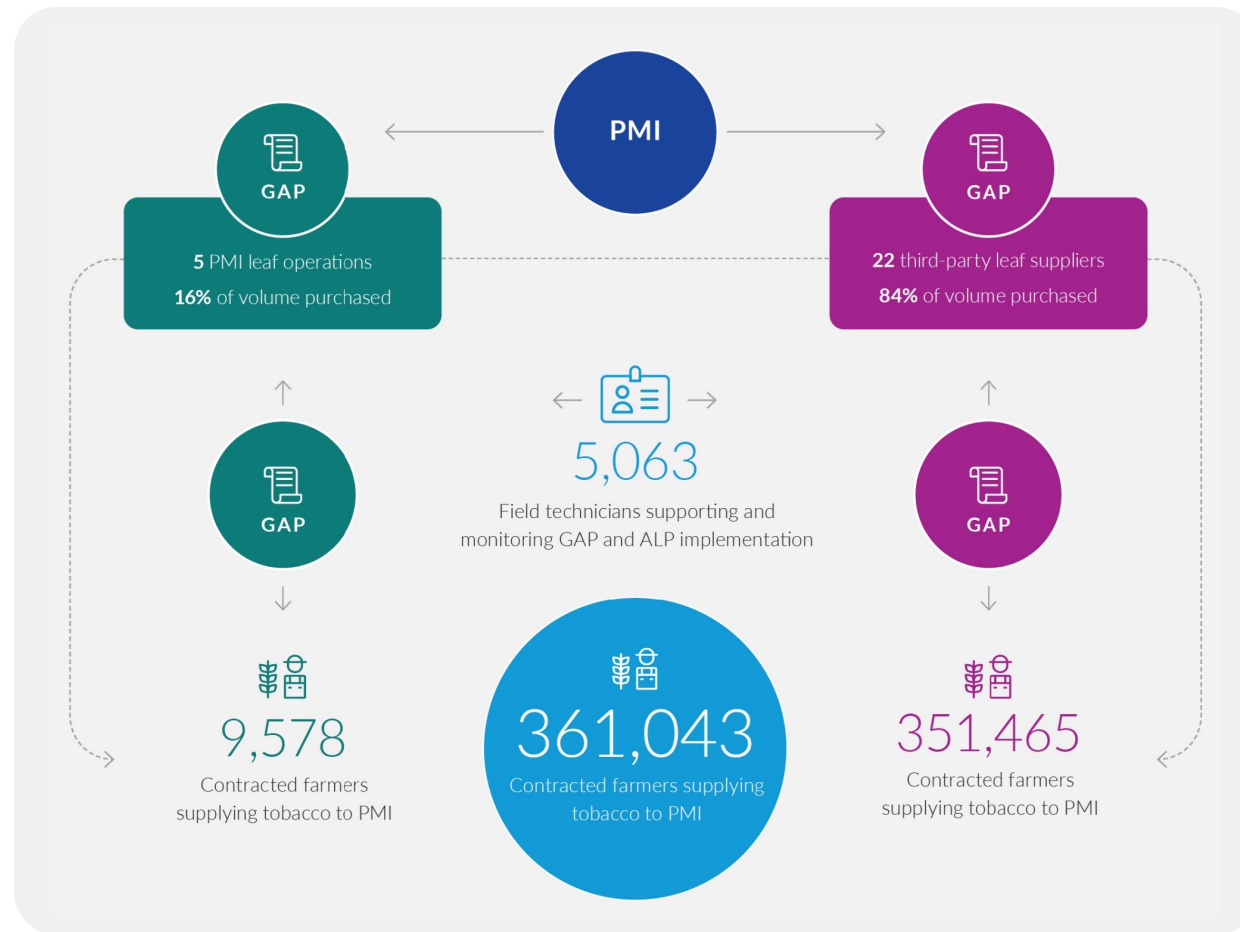 PMI
GAP
5 PMI leaf operations
16% of volume purchased
GAP
22 third-party leaf suppliers
84% of volume purchased
GAP
5,063
Field technicians supporting and
monitoring GAP and ALP implementation
GAP
9,578
Contracted farmers
supplying tobacco to PMI
361,043
Contracted farmers supplying
tobacco to PMI
351,465
Contracted farmers
supplying tobacco to PMI